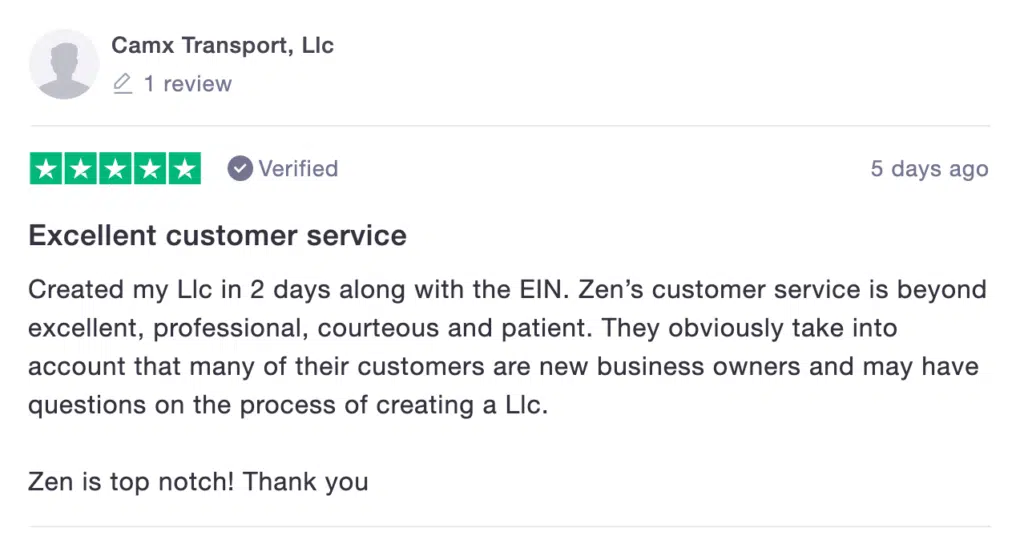 Camx Transport, Llc
1 review
Verified
5 days ago
Excellent customer service
Created my Llc in 2 days along with the EIN. Zen’s customer service is beyond
excellent, professional, courteous and patient. They obviously take into
account that many of their customers are new business owners and may have
questions on the process of creating a Llc.
Zen is top notch! Thank you